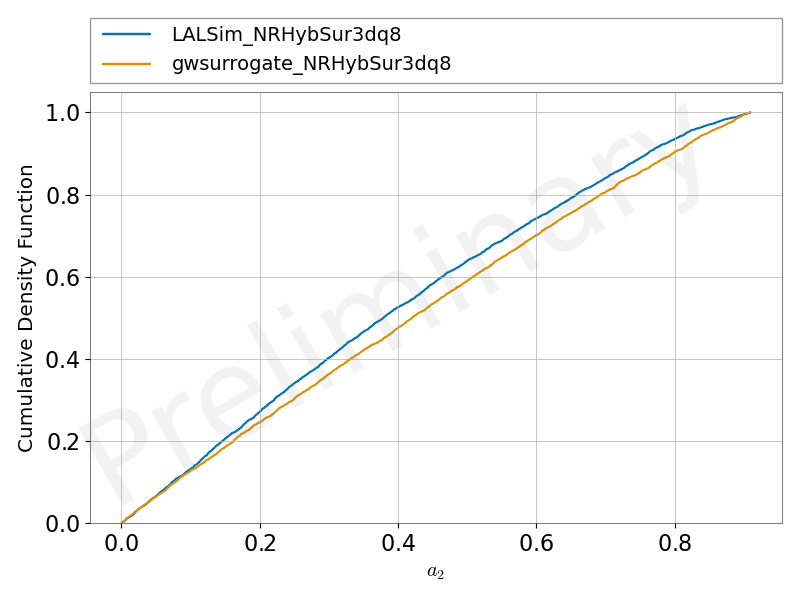 LALSim_NRHybSur3dq8
gwsurrogate_NRHybSur3dq8
Preliminary
Cumulative Density Function
1.0
0.8
0.6
0.4
0.2
0.0
0.0 0.2 0.4 0.6 0.8
a₂